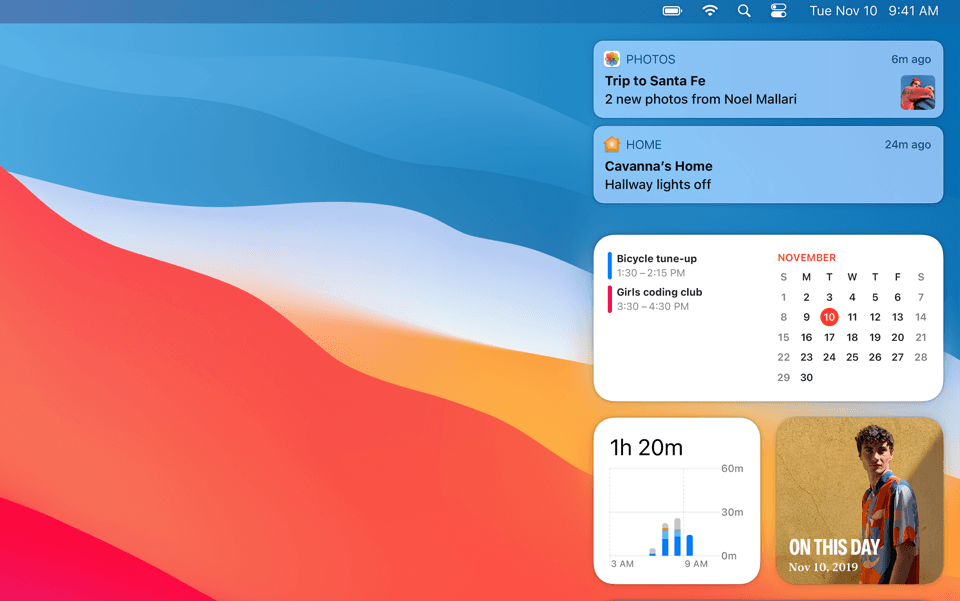 Tue Nov 10 9:41 AM
PHOTOS 6m ago
Trip to Santa Fe
2 new photos from Noel Mallari
HOME 24m ago
Cavanna’s Home
Hallway lights off
Bicycle tune-up
1:30 – 2:15 PM
Girls coding club
3:30 – 4:30 PM
NOVEMBER
S M T W T F S
1 2 3 4 5 6 7
8 9 10 11 12 13 14
15 16 17 18 19 20 21
22 23 24 25 26 27 28
29 30
1h 20m
60m
30m
0m
3 AM 9 AM
ON THIS DAY
Nov 10, 2019